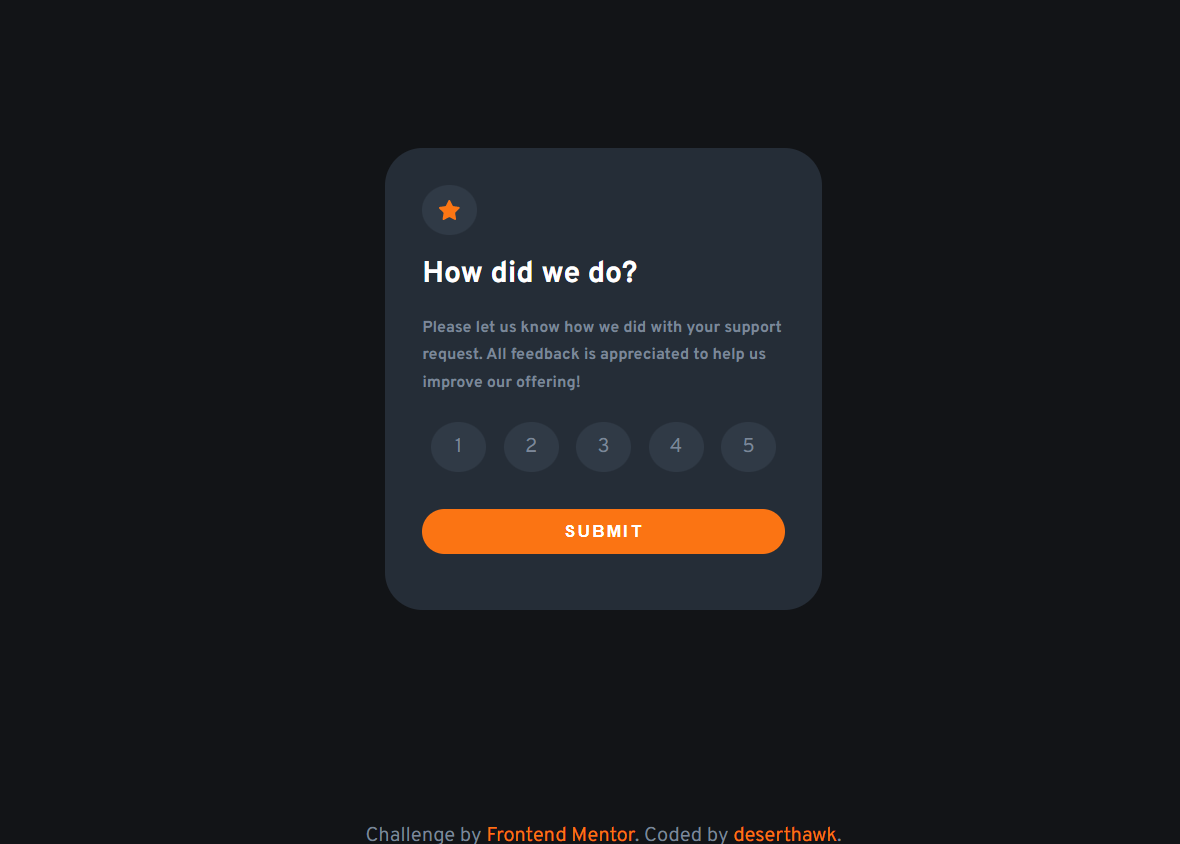 How did we do?
Please let us know how we did with your support
request. All feedback is appreciated to help us
improve our offering!
1 2 3 4 5
SUBMIT
Challenge by Frontend Mentor. Coded by deserthawk.